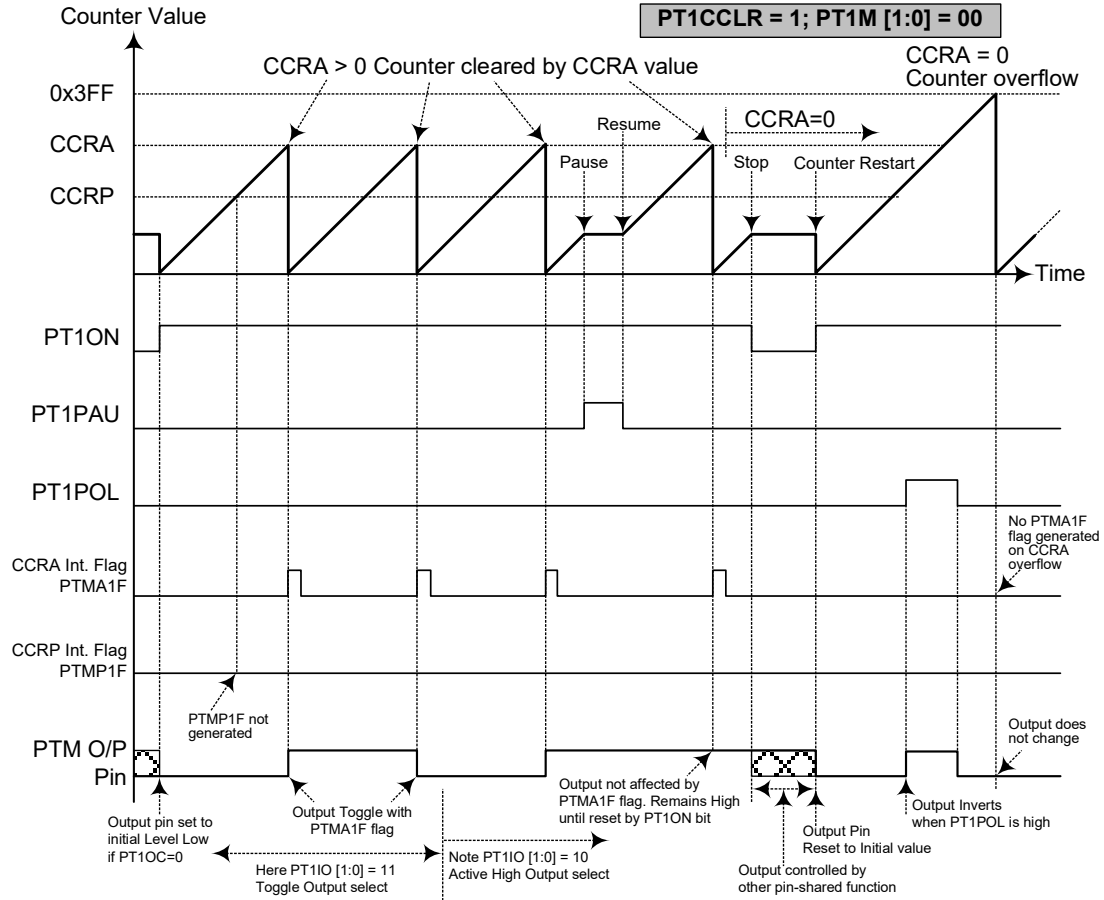 Counter Value
PT1CCLR = 1; PT1M [1:0] = 00
CCRA > 0 Counter cleared by CCRA value
CCRA = 0
Counter overflow
0x3FF
CCRA
CCRP
Resume
CCRA=0
Pause
Stop
Counter Restart
Time
PT1ON
PT1PAU
PT1POL
No PTMA1F
flag generated
on CCRA
overflow
CCRA Int. Flag
PTMA1F
CCRP Int. Flag
PTMP1F
PTMP1F not
generated
PTM O/P
Pin
Output does
not change
Output pin set to
initial Level Low
if PT1OC=0
Output Toggle with
PTMA1F flag
Output not affected by
PTMA1F flag. Remains High
until reset by PT1ON bit
Output Inverts
when PT1POL is high
Output Pin
Reset to Initial value
Here PT1IO [1:0] = 11
Toggle Output select
Note PT1IO [1:0] = 10
Active High Output select
Output controlled by
other pin-shared function